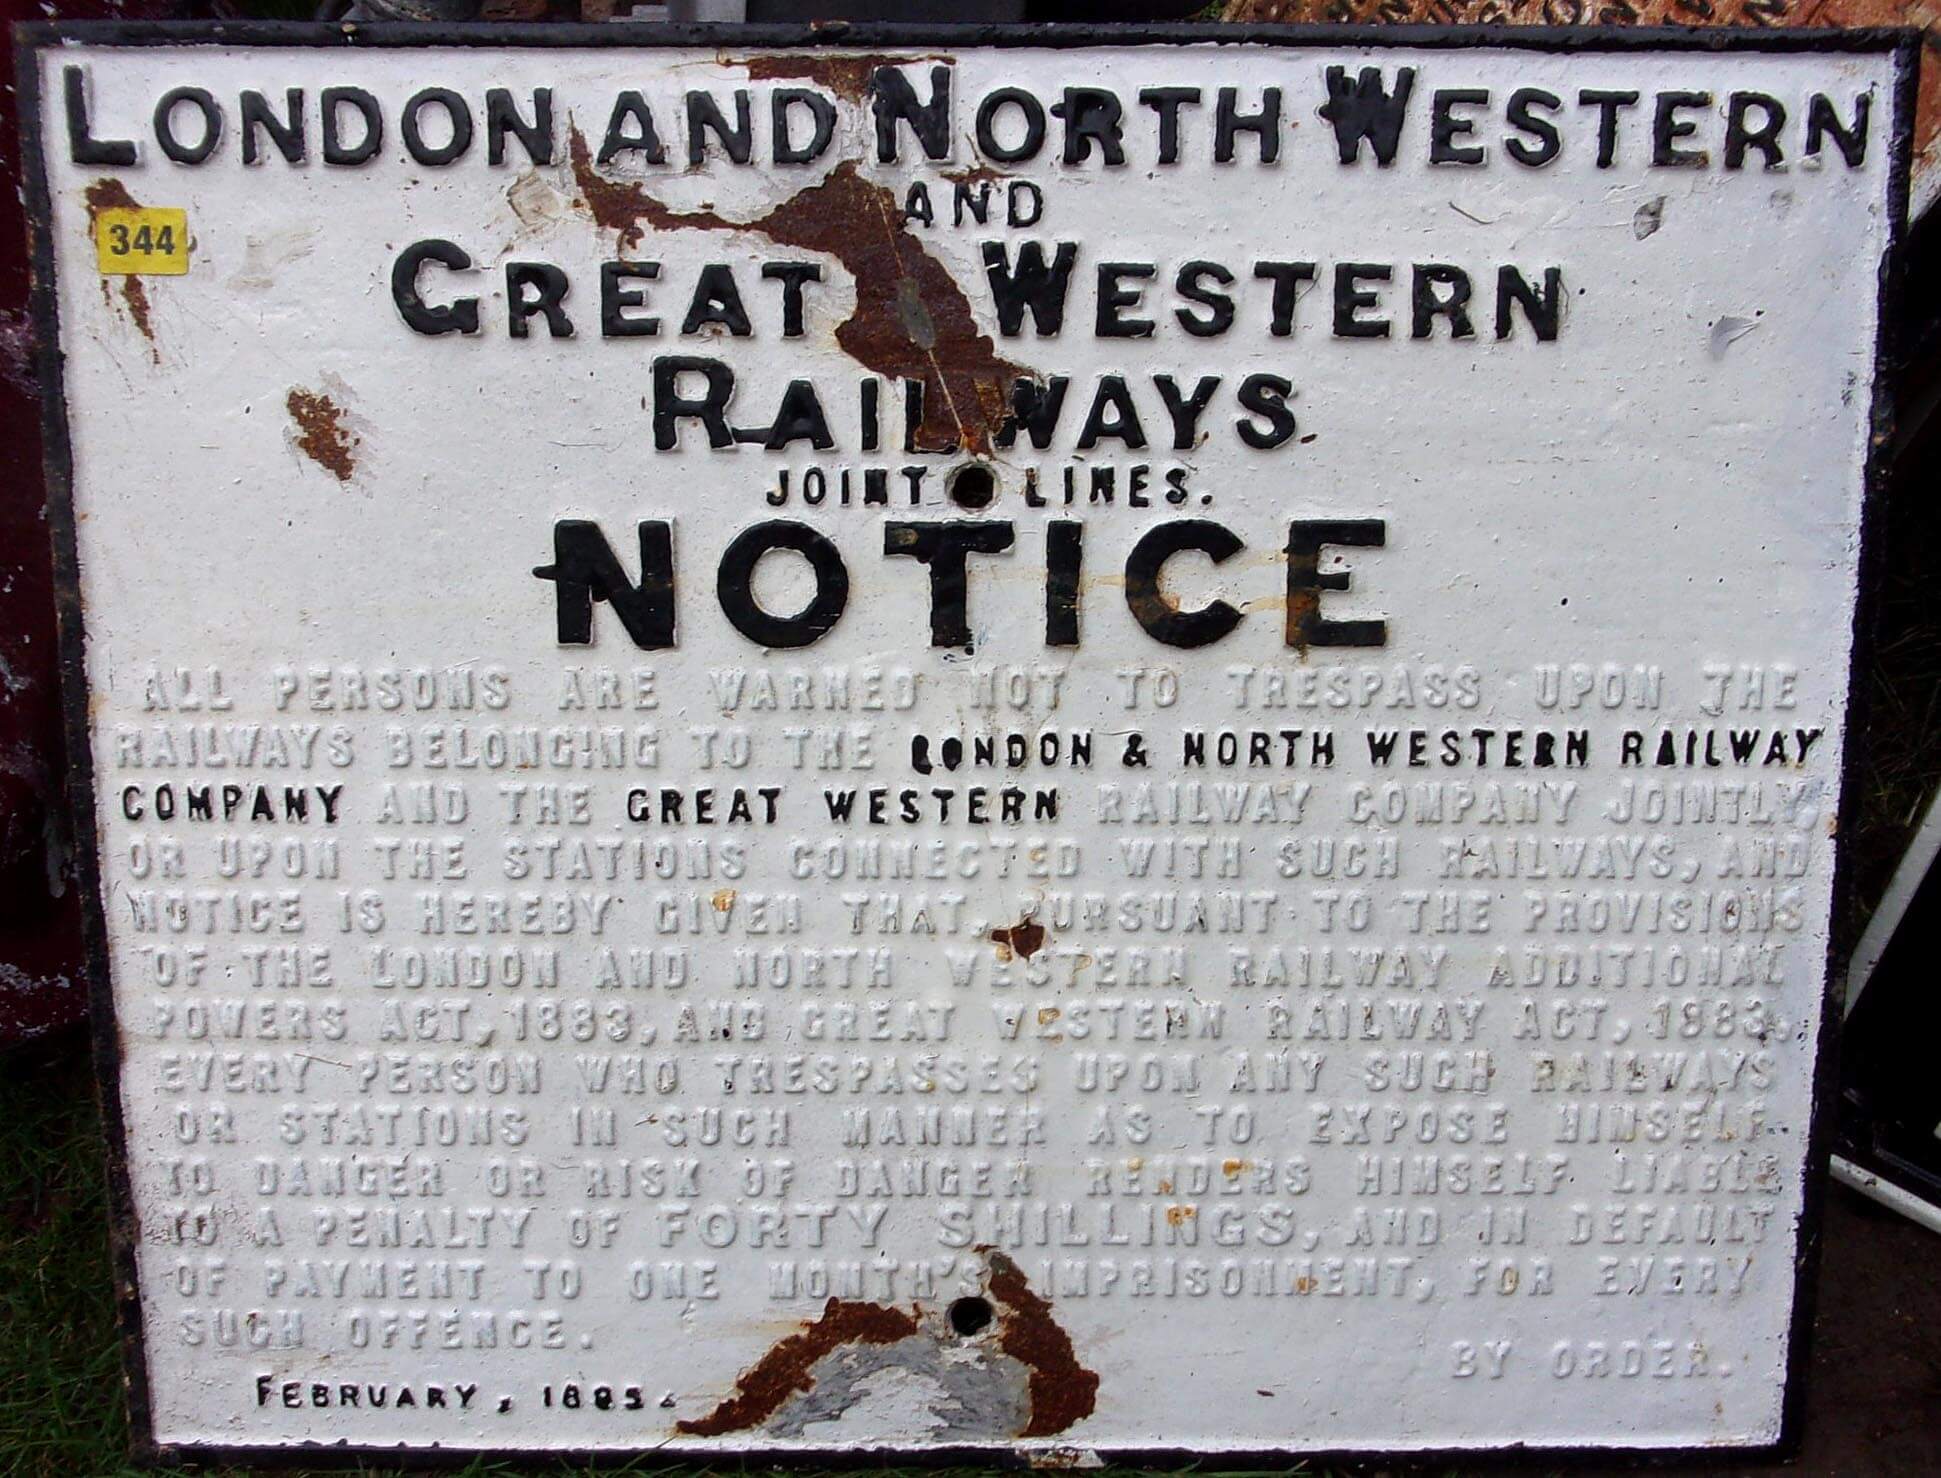 LONDON AND NORTH WESTERN
AND
344
GREAT WESTERN
RAILWAYS
JOINT LINES.
NOTICE
ALL PERSONS ARE WARNED NOT TO TRESPASS UPON THE
RAILWAYS BELONGING TO THE LONDON & NORTH WESTERN RAILWAY
COMPANY AND THE GREAT WESTERN RAILWAY COMPANY JOINTLY,
OR UPON THE STATIONS CONNECTED WITH SUCH RAILWAYS, AND
NOTICE IS HEREBY GIVEN THAT, PURSUANT TO THE PROVISIONS
OF THE LONDON AND NORTH WESTERN RAILWAY ADDITIONAL
POWERS ACT, 1883, AND GREAT WESTERN RAILWAY ACT, 1883,
EVERY PERSON WHO TRESPASSES UPON ANY SUCH RAILWAYS
OR STATIONS IN SUCH MANNER AS TO EXPOSE HIMSELF
TO DANGER OR RISK OF DANGER RENDERS HIMSELF LIABLE
TO A PENALTY OF FORTY SHILLINGS, AND IN DEFAULT
OF PAYMENT TO ONE MONTH'S IMPRISONMENT, FOR EVERY
SUCH OFFENCE.
BY ORDER.
FEBRUARY,